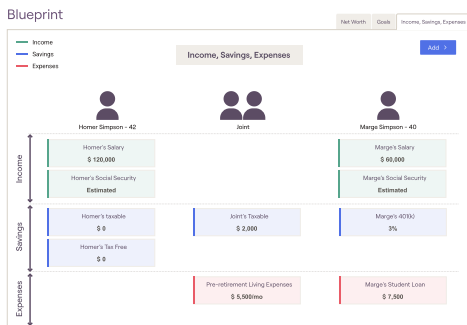 Blueprint
Net Worth
Goals
Income, Savings, Expenses
Income
Savings
Expenses
Income, Savings, Expenses
Add >
Homer Simpson - 42
Joint
Marge Simpson - 40
Income
Homer's Salary
$ 120,000
Marge's Salary
$ 60,000
Homer's Social Security
Estimated
Marge's Social Security
Estimated
Savings
Homer's taxable
$ 0
Joint's Taxable
$ 2,000
Marge's 401(k)
3%
Homer's Tax Free
$ 0
Expenses
Pre-retirement Living Expenses
$ 5,500/mo
Marge's Student Loan
$ 7,500